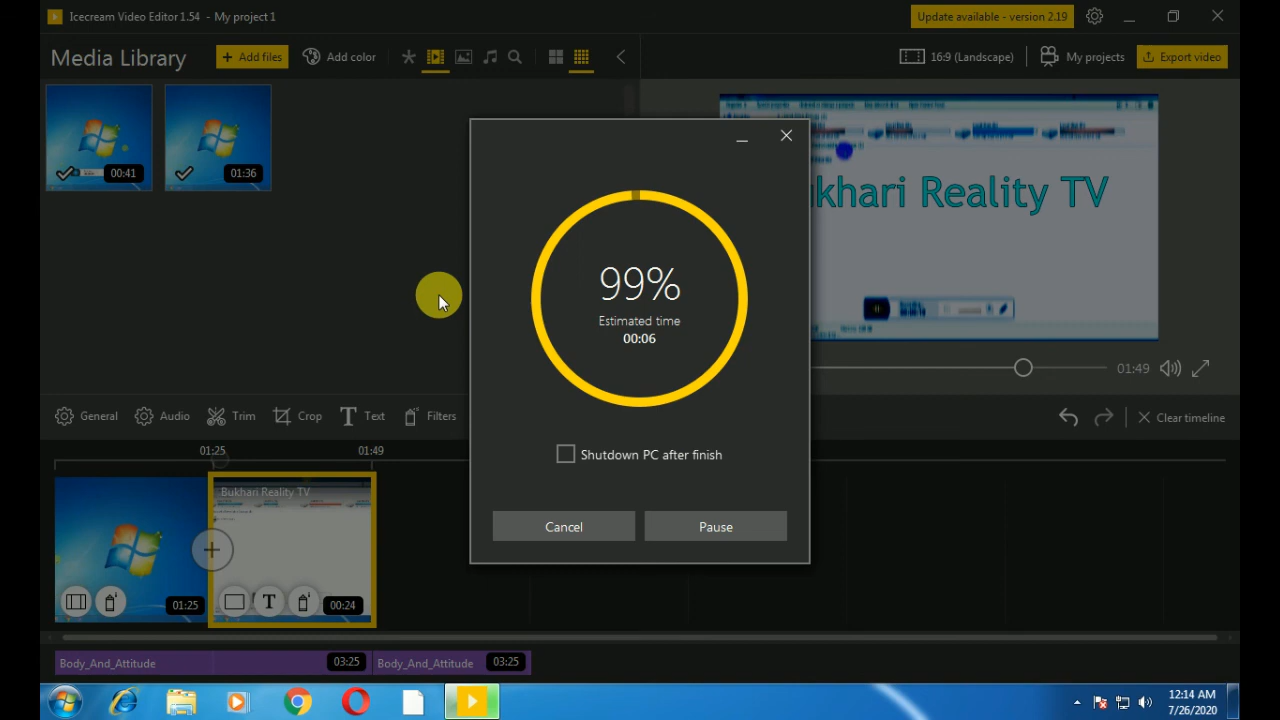 Icecream Video Editor 1.54 - My project 1
Update available - version 2.19
Media Library
+ Add files
Add color
16:9 (Landscape)
My projects
Export video
00:41
01:36
ukhari Reality TV
99%
Estimated time
00:06
01:49
General
Audio
Trim
Crop
Text
Filters
Clear timeline
Shutdown PC after finish
01:25
01:49
Cancel
Pause
Bukhari Reality TV
01:25
00:24
Body_And_Attitude
03:25
Body_And_Attitude
03:25
12:14 AM
7/26/2020